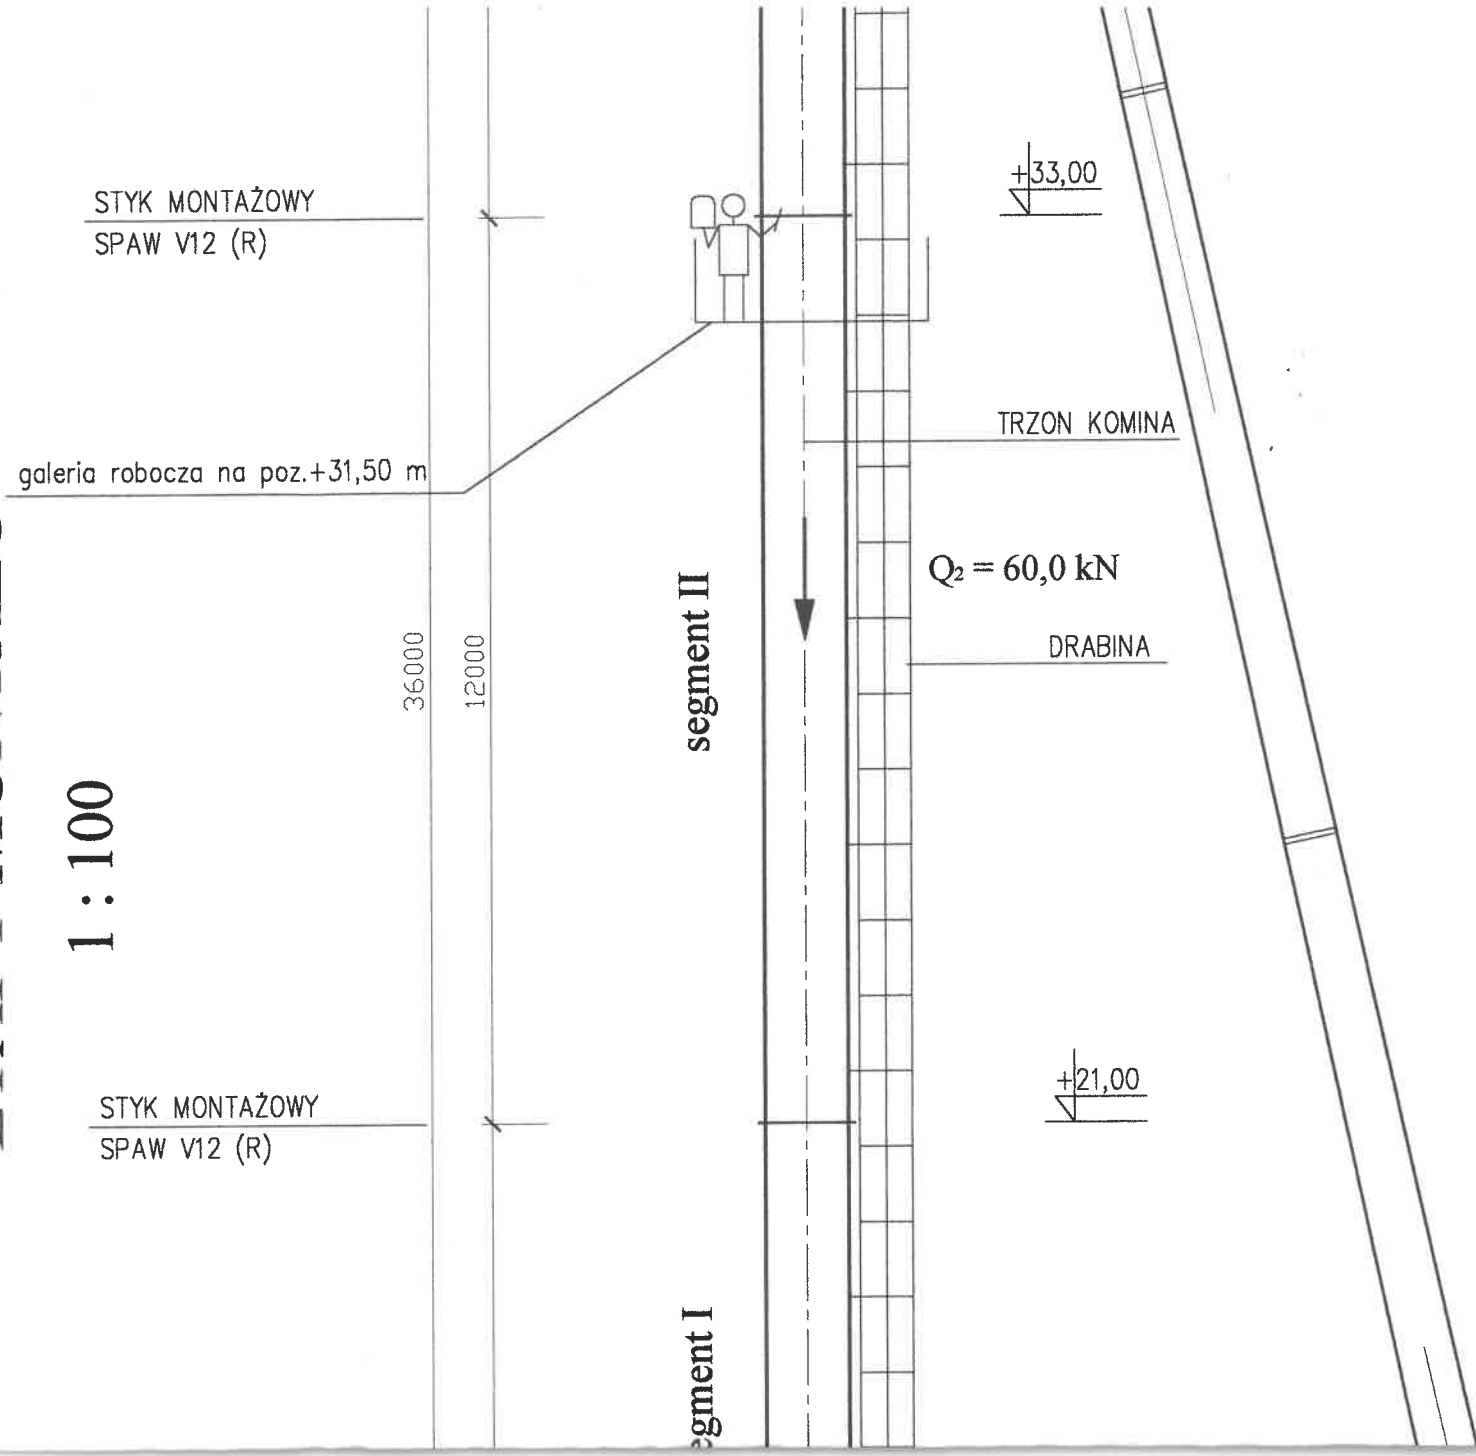 STYK MONTAŻOWY
SPAW V12 (R)
+33,00
TRZON KOMINA
galeria robocza na poz.+31,50 m
Q₂ = 60,0 kN
segment II
DRABINA
36000
12000
1 : 100
+21,00
STYK MONTAŻOWY
SPAW V12 (R)
egment I